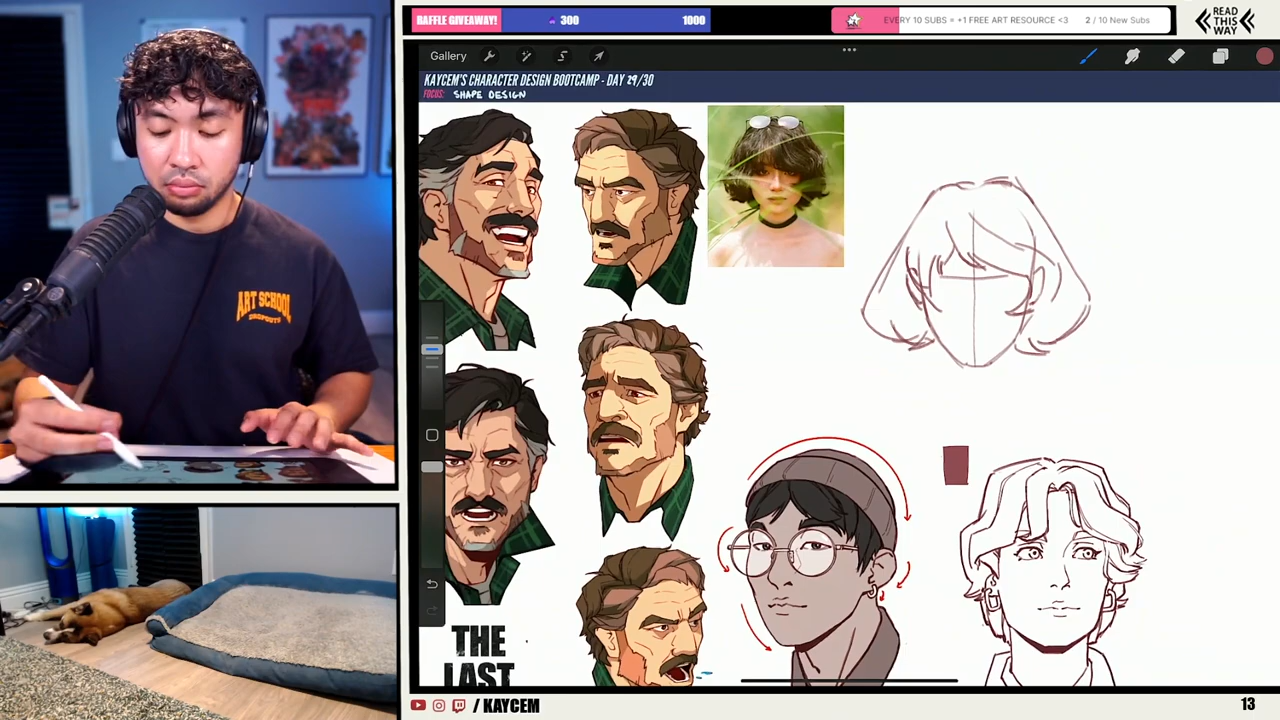 RAFFLE GIVEAWAY!
300
1000
EVERY 10 SUBS = +1 FREE ART RESOURCE <3
2 / 10 New Subs
READ
THIS
WAY
Gallery
KAYCEM'S CHARACTER DESIGN BOOTCAMP - DAY 29/30
FOCUS: SHAPE DESIGN
ART SCHOOL
DROPOUTS
THE
LAST
/ KAYCEM
13